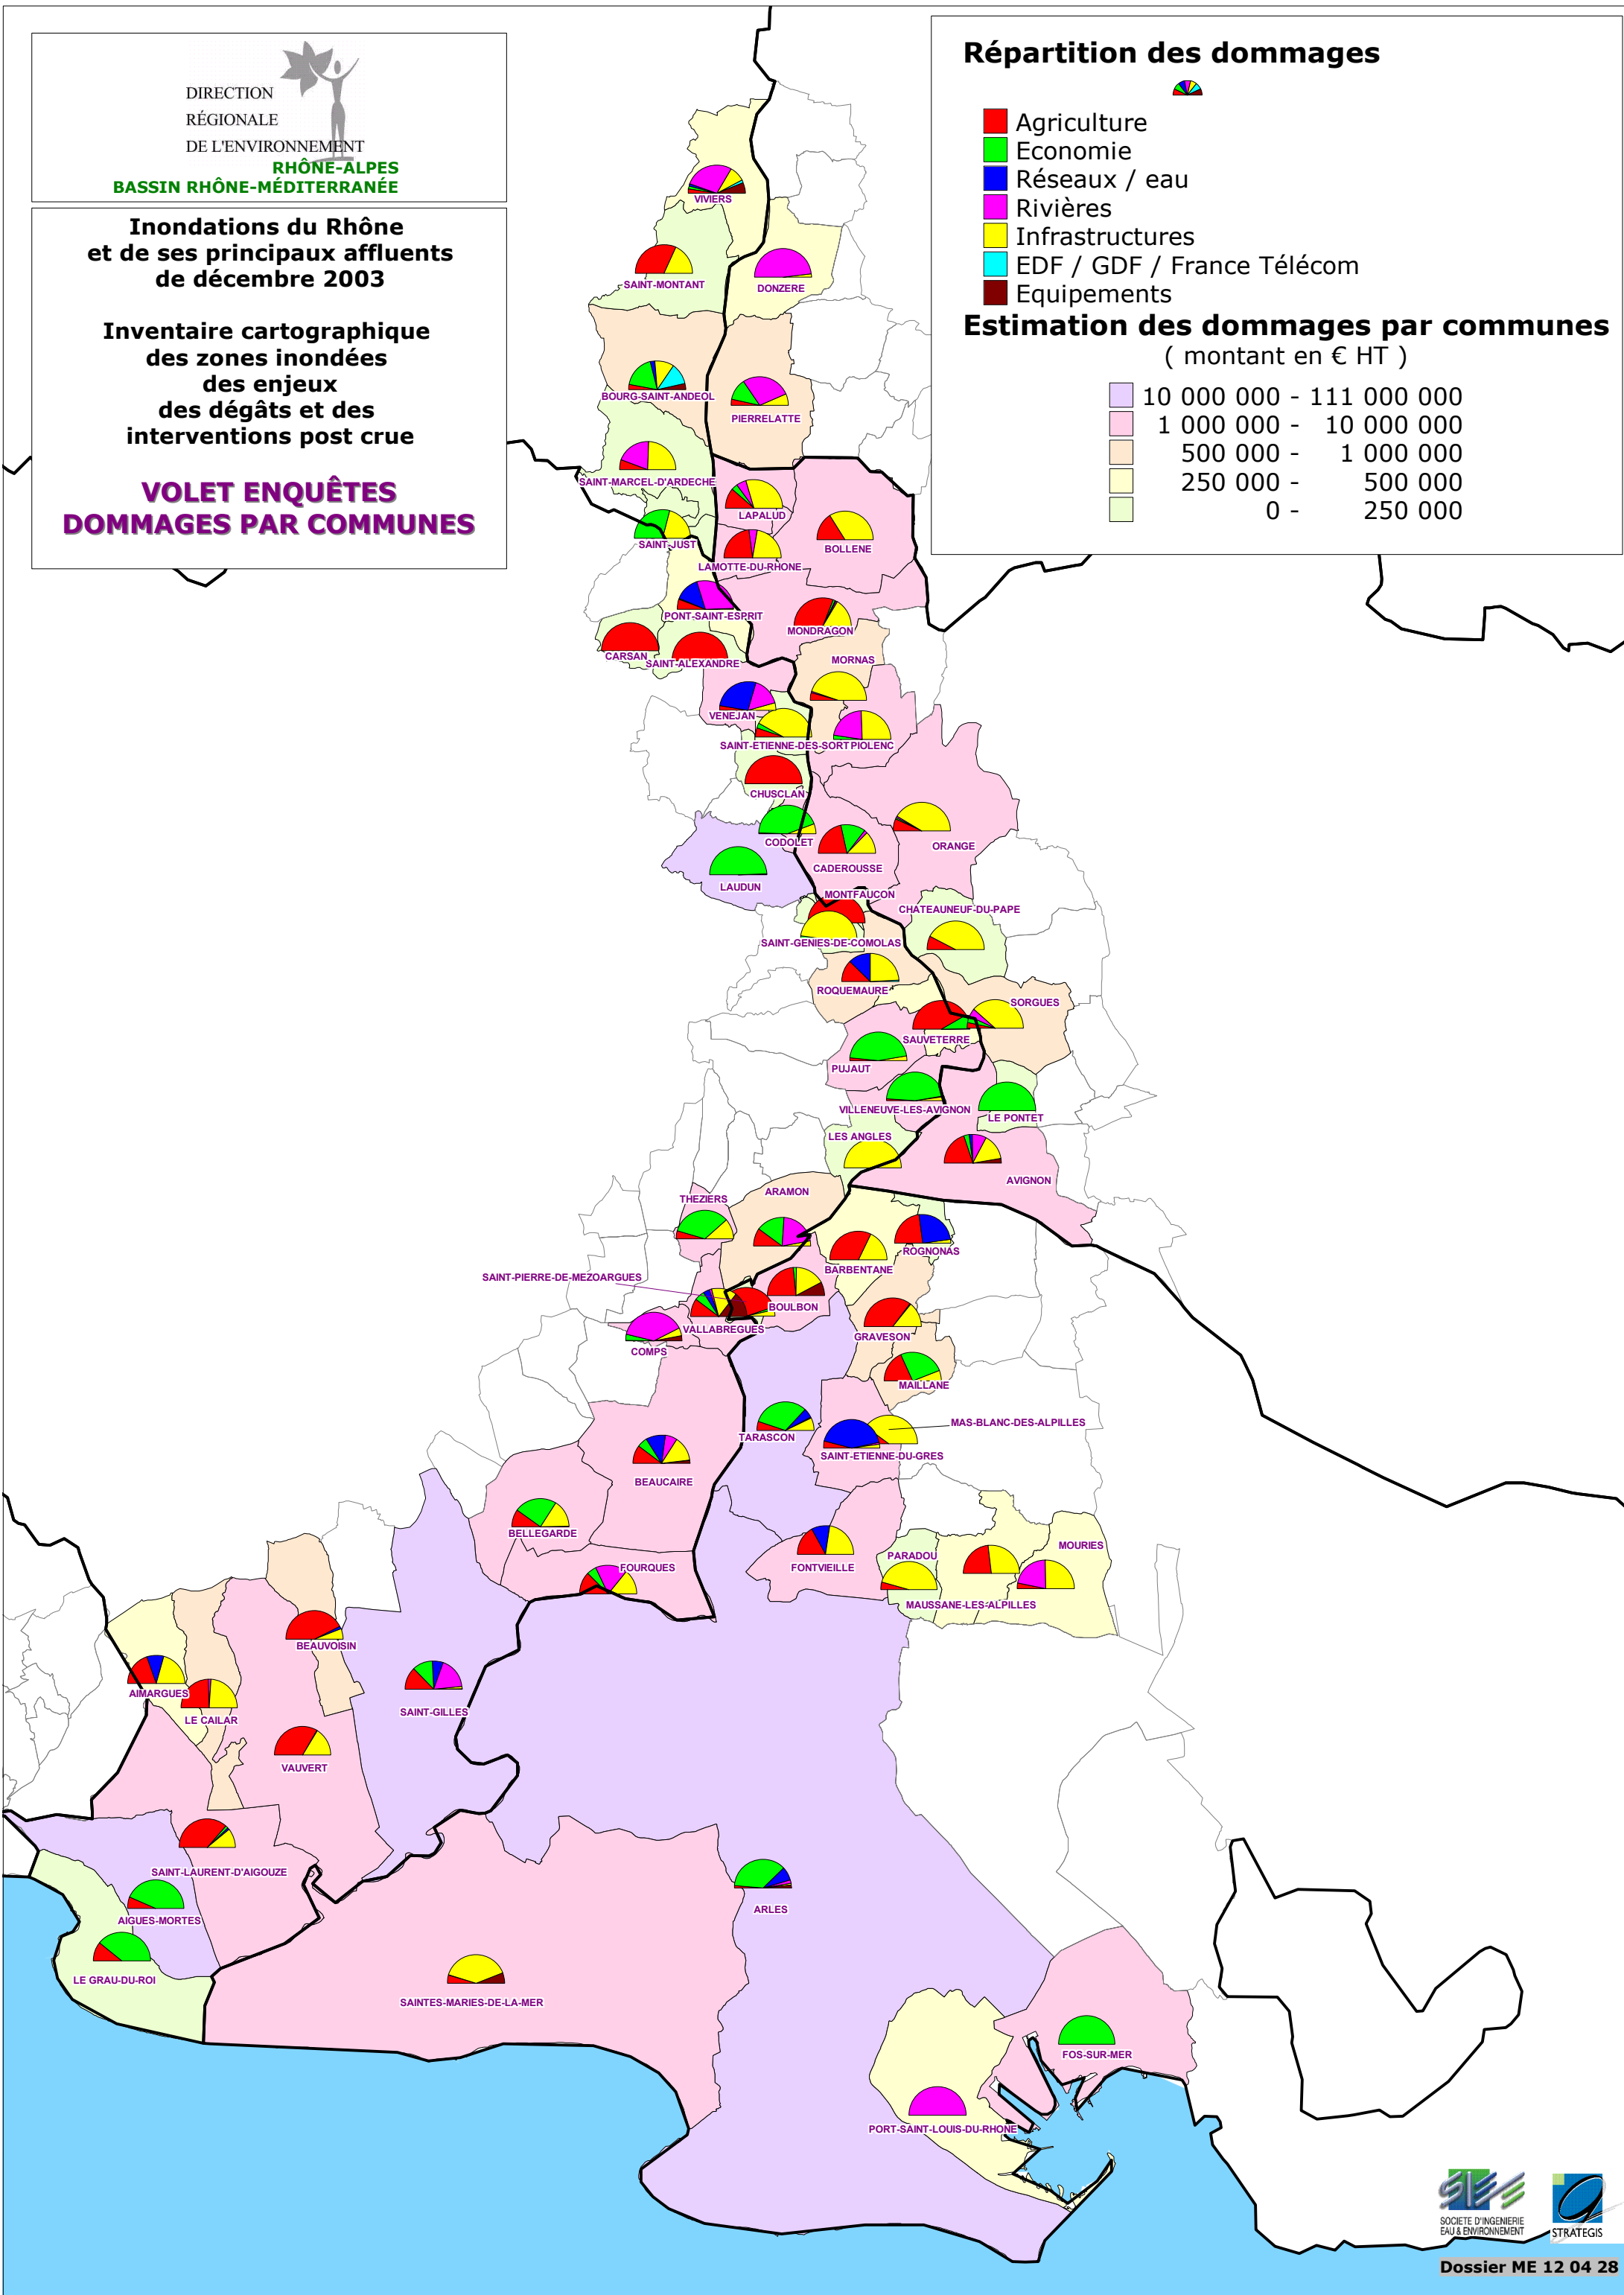 DIRECTION
RÉGIONALE
DE L'ENVIRONNEMENT
RHÔNE-ALPES
BASSIN RHÔNE-MÉDITERRANÉE
Inondations du Rhône
et de ses principaux affluents
de décembre 2003
Inventaire cartographique
des zones inondées
des enjeux
des dégâts et des
interventions post crue
VOLET ENQUÊTES
DOMMAGES PAR COMMUNES
Répartition des dommages
Agriculture
Economie
Réseaux / eau
Rivières
Infrastructures
EDF / GDF / France Télécom
Equipements
Estimation des dommages par communes
( montant en € HT )
10 000 000 - 111 000 000
1 000 000 - 10 000 000
500 000 - 1 000 000
250 000 - 500 000
0 - 250 000
VIVIERS
SAINT-MONTANT
DONZERE
BOURG-SAINT-ANDEOL
PIERRELATTE
SAINT-MARCEL-D'ARDECHE
LAPALUD
SAINT-JUST
BOLLENE
LAMOTTE-DU-RHONE
PONT-SAINT-ESPRIT
MONDRAGON
CARSAN
SAINT-ALEXANDRE
MORNAS
VENEJAN
SAINT-ETIENNE-DES-SORT
PIOLENC
CHUSCLAN
CODOLET
ORANGE
CADEROUSSE
LAUDUN
MONTFAUCON
CHATEAUNEUF-DU-PAPE
SAINT-GENIES-DE-COMOLAS
ROQUEMAURE
SORGUES
SAUVETERRE
PUJAUT
VILLENEUVE-LES-AVIGNON
LE PONTET
LES ANGLES
AVIGNON
THEZIERS
ARAMON
ROGNONAS
BARBENTANE
SAINT-PIERRE-DE-MEZOARGUES
BOULBON
VALLABREGUES
GRAVESON
COMPS
MAILLANE
MAS-BLANC-DES-ALPILLES
TARASCON
SAINT-ETIENNE-DU-GRES
BEAUCAIRE
BELLEGARDE
MOURIES
PARADOU
FOURQUES
FONTVIEILLE
MAUSSANE-LES-ALPILLES
BEAUVOISIN
AIMARGUES
SAINT-GILLES
LE CAILAR
VAUVERT
SAINT-LAURENT-D'AIGOUZE
ARLES
AIGUES-MORTES
LE GRAU-DU-ROI
SAINTES-MARIES-DE-LA-MER
FOS-SUR-MER
PORT-SAINT-LOUIS-DU-RHONE
SIEE
SOCIETE D'INGENIERIE
EAU & ENVIRONNEMENT
STRATEGIS
Dossier ME 12 04 28